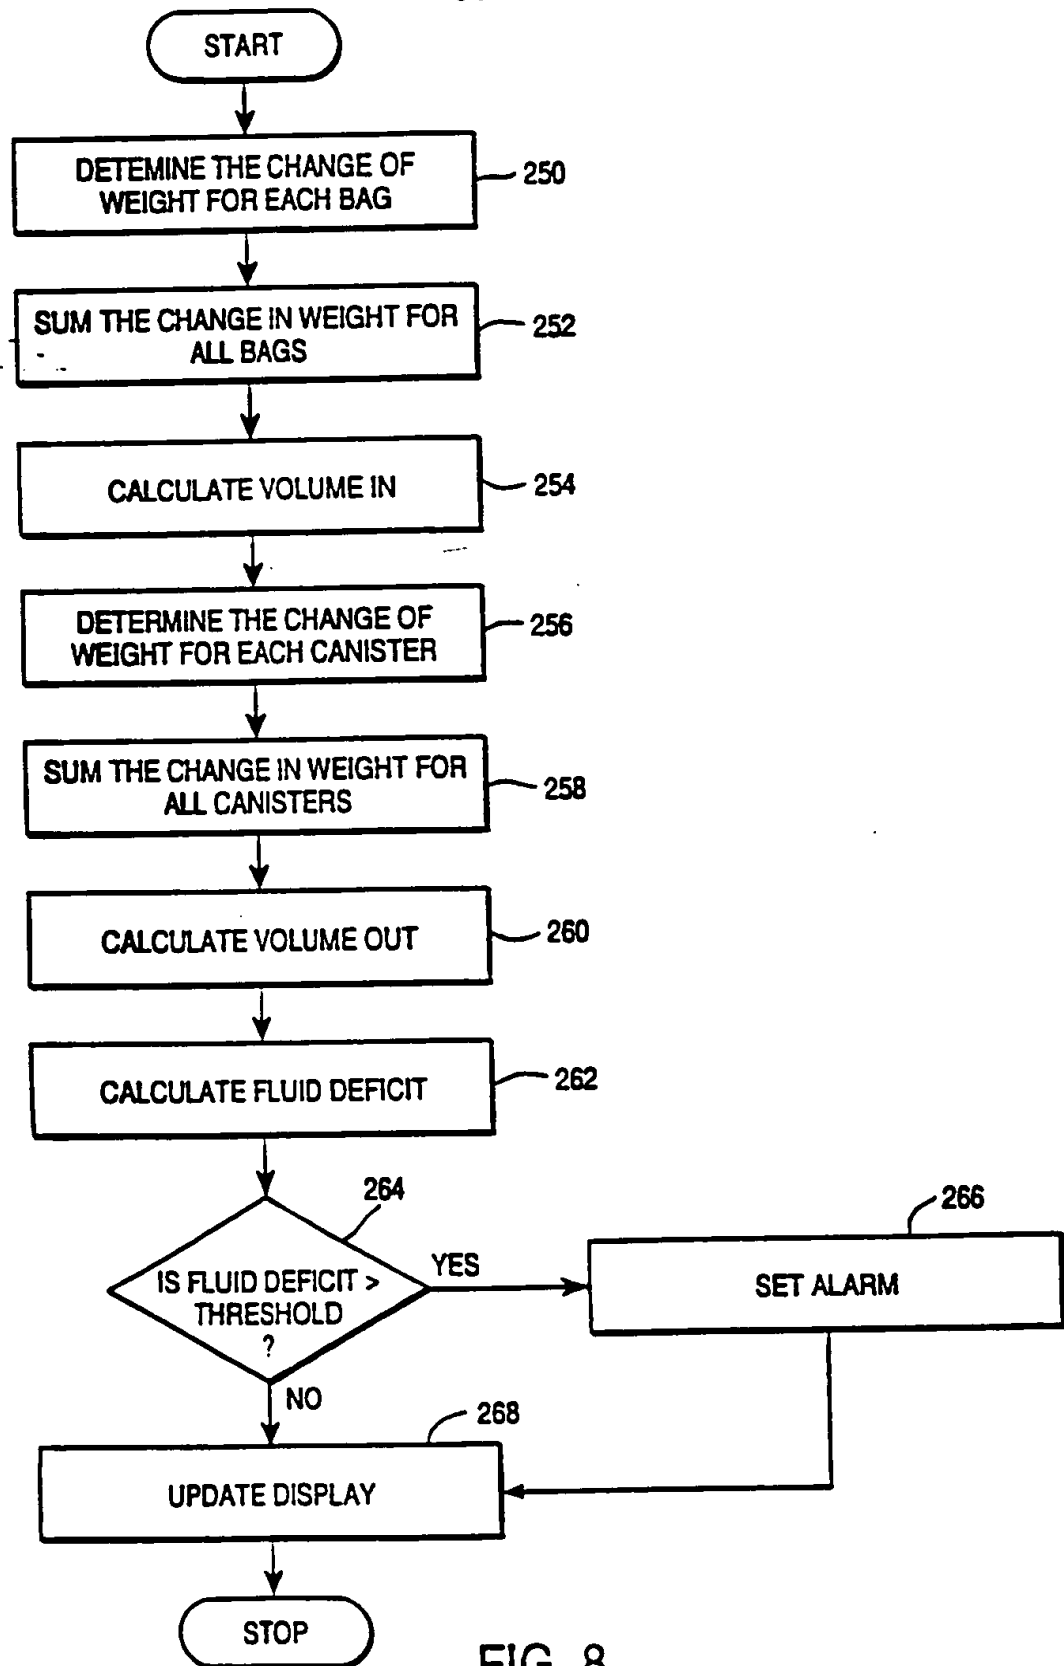 START
DETEMINE THE CHANGE OF
WEIGHT FOR EACH BAG
250
SUM THE CHANGE IN WEIGHT FOR
ALL BAGS
252
CALCULATE VOLUME IN
254
DETERMINE THE CHANGE OF
WEIGHT FOR EACH CANISTER
256
SUM THE CHANGE IN WEIGHT FOR
ALL CANISTERS
258
CALCULATE VOLUME OUT
260
CALCULATE FLUID DEFICIT
262
264
IS FLUID DEFICIT >
THRESHOLD
?
YES
266
SET ALARM
NO
268
UPDATE DISPLAY
STOP
FIG. 8